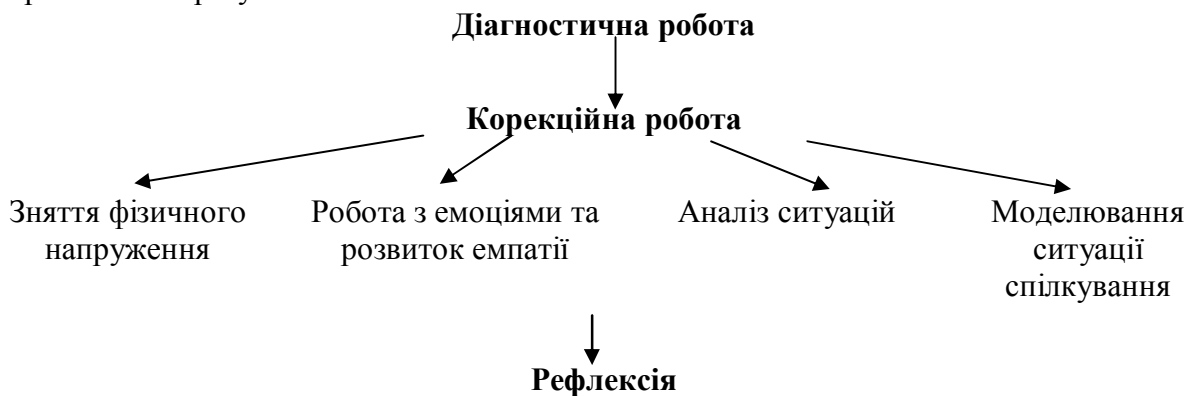 Діагностична робота
Корекційна робота
Зняття фізичного напруження
Робота з емоціями та розвиток емпатії
Аналіз ситуацій
Моделювання ситуації спілкування
Рефлексія